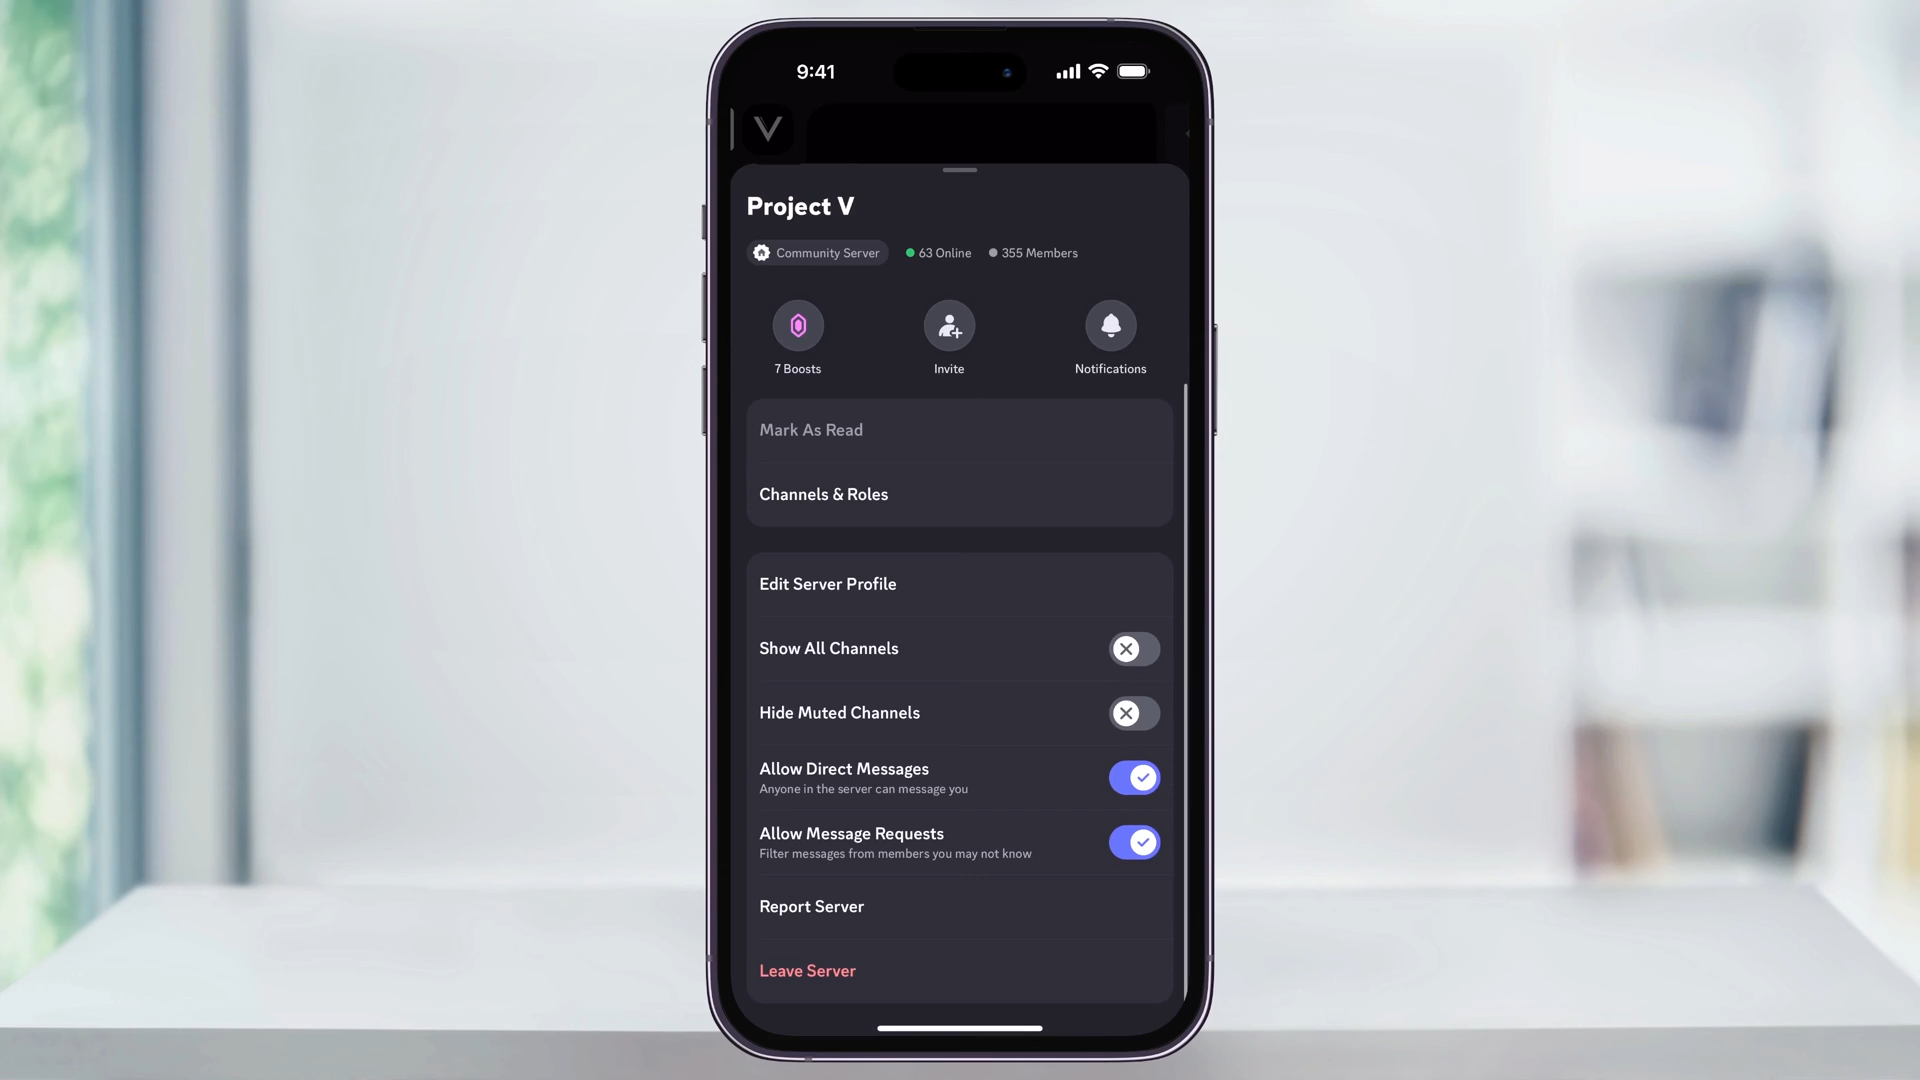 9:41
Project V
Community Server 63 Online 355 Members
7 Boosts Invite Notifications
Mark As Read
Channels & Roles
Edit Server Profile
Show All Channels
Hide Muted Channels
Allow Direct Messages
Anyone in the server can message you
Allow Message Requests
Filter messages from members you may not know
Report Server
Leave Server